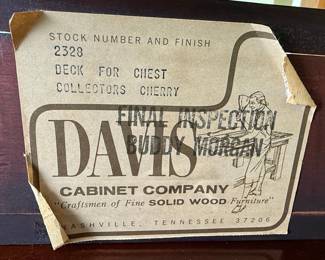 STOCK NUMBER AND FINISH
2328
DECK FOR CHEST
COLLECTORS CHERRY
FINAL INSPECTION
BUDDY MORGAN
DAVIS
CABINET COMPANY
"Craftsmen of Fine SOLID WOOD Furniture"
NASHVILLE, TENNESSEE 37206